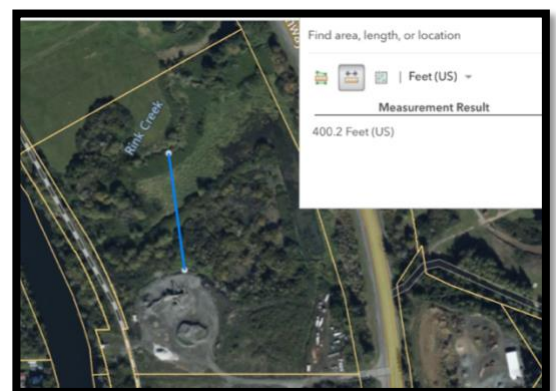 Find area, length, or location
| Feet (US)
Measurement Result
400.2 Feet (US)
Rink Creek